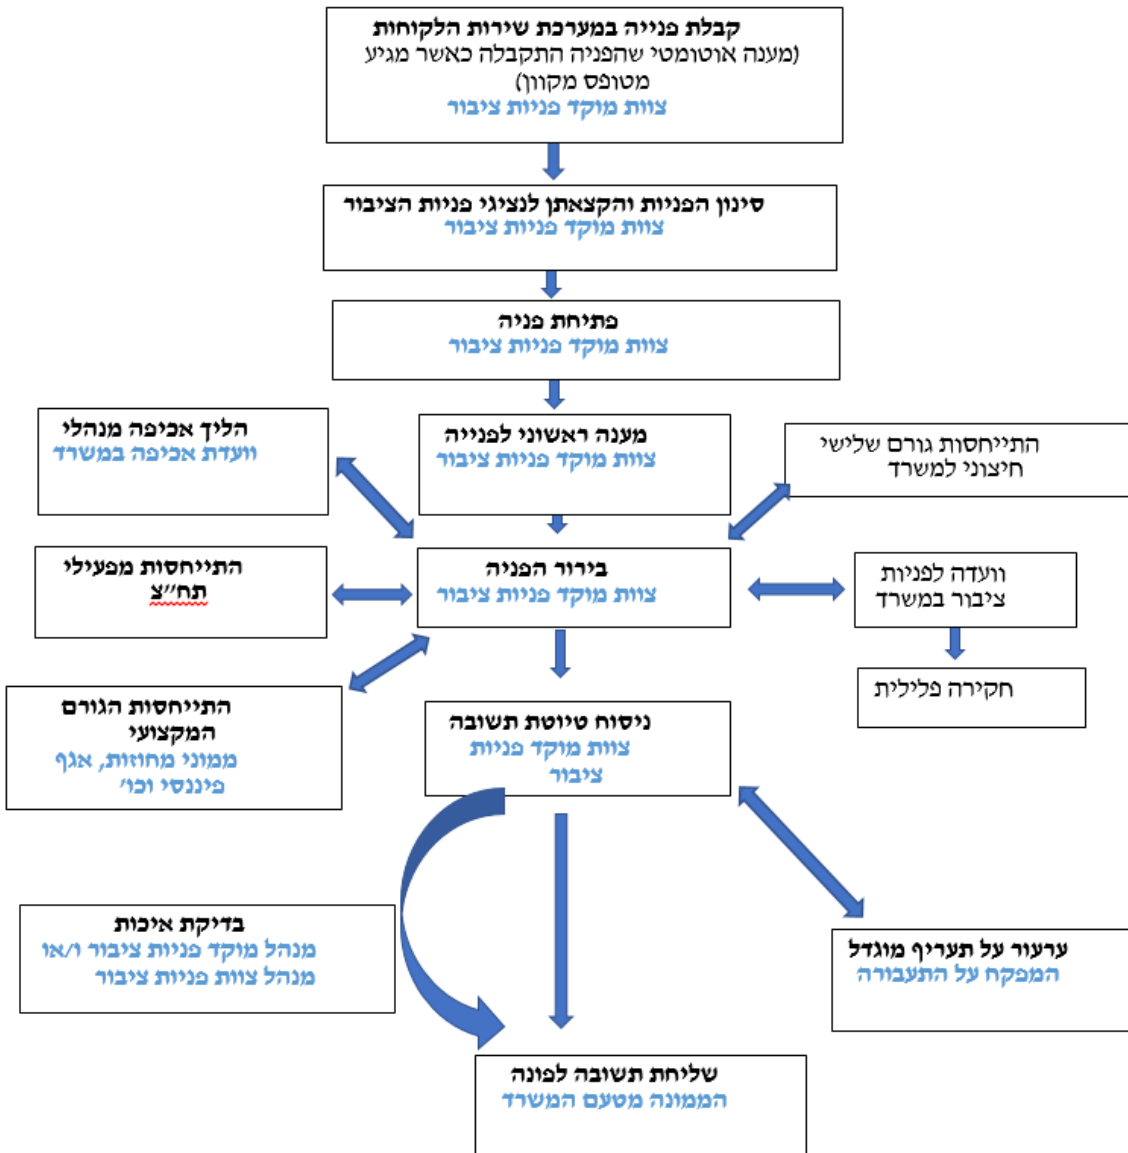 קבלת פנייה במערכת שירות הלקוחות
(מענה אוטומטי שהפניה התקבלה כאשר מגיע
מטופס מקוון)
צוות מוקד פניות ציבור
סינון הפניות והקצאתן לנציגי פניות הציבור
צוות מוקד פניות ציבור
פתיחת פניה
צוות מוקד פניות ציבור
מענה ראשוני לפנייה
צוות מוקד פניות ציבור
הליך אכיפה מנהלי
וועדת אכיפה במשרד
התייחסות גורם שלישי
חיצוני למשרד
בירור הפניה
צוות מוקד פניות ציבור
התייחסות מפעילי
תח״צ
וועדה לפניות
ציבור במשרד
חקירה פלילית
התייחסות הגורם
המקצועי
ממוני מחוזות, אגף
פיננסי וכו׳
ניסוח טיוטת תשובה
צוות מוקד פניות
ציבור
בדיקת איכות
מנהל מוקד פניות ציבור ו/או
מנהל צוות פניות ציבור
ערעור על תעריף מוגדל
המפקח על התעבורה
שליחת תשובה לפונה
הממונה מטעם המשרד